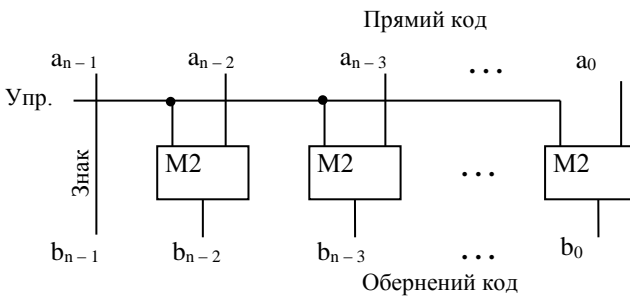 Прямий код
aₙ₋₁ aₙ₋₂ aₙ₋₃ ... a₀
Упр.
Знак M2 M2 ... M2
bₙ₋₁ bₙ₋₂ bₙ₋₃ ... b₀
Обернений код